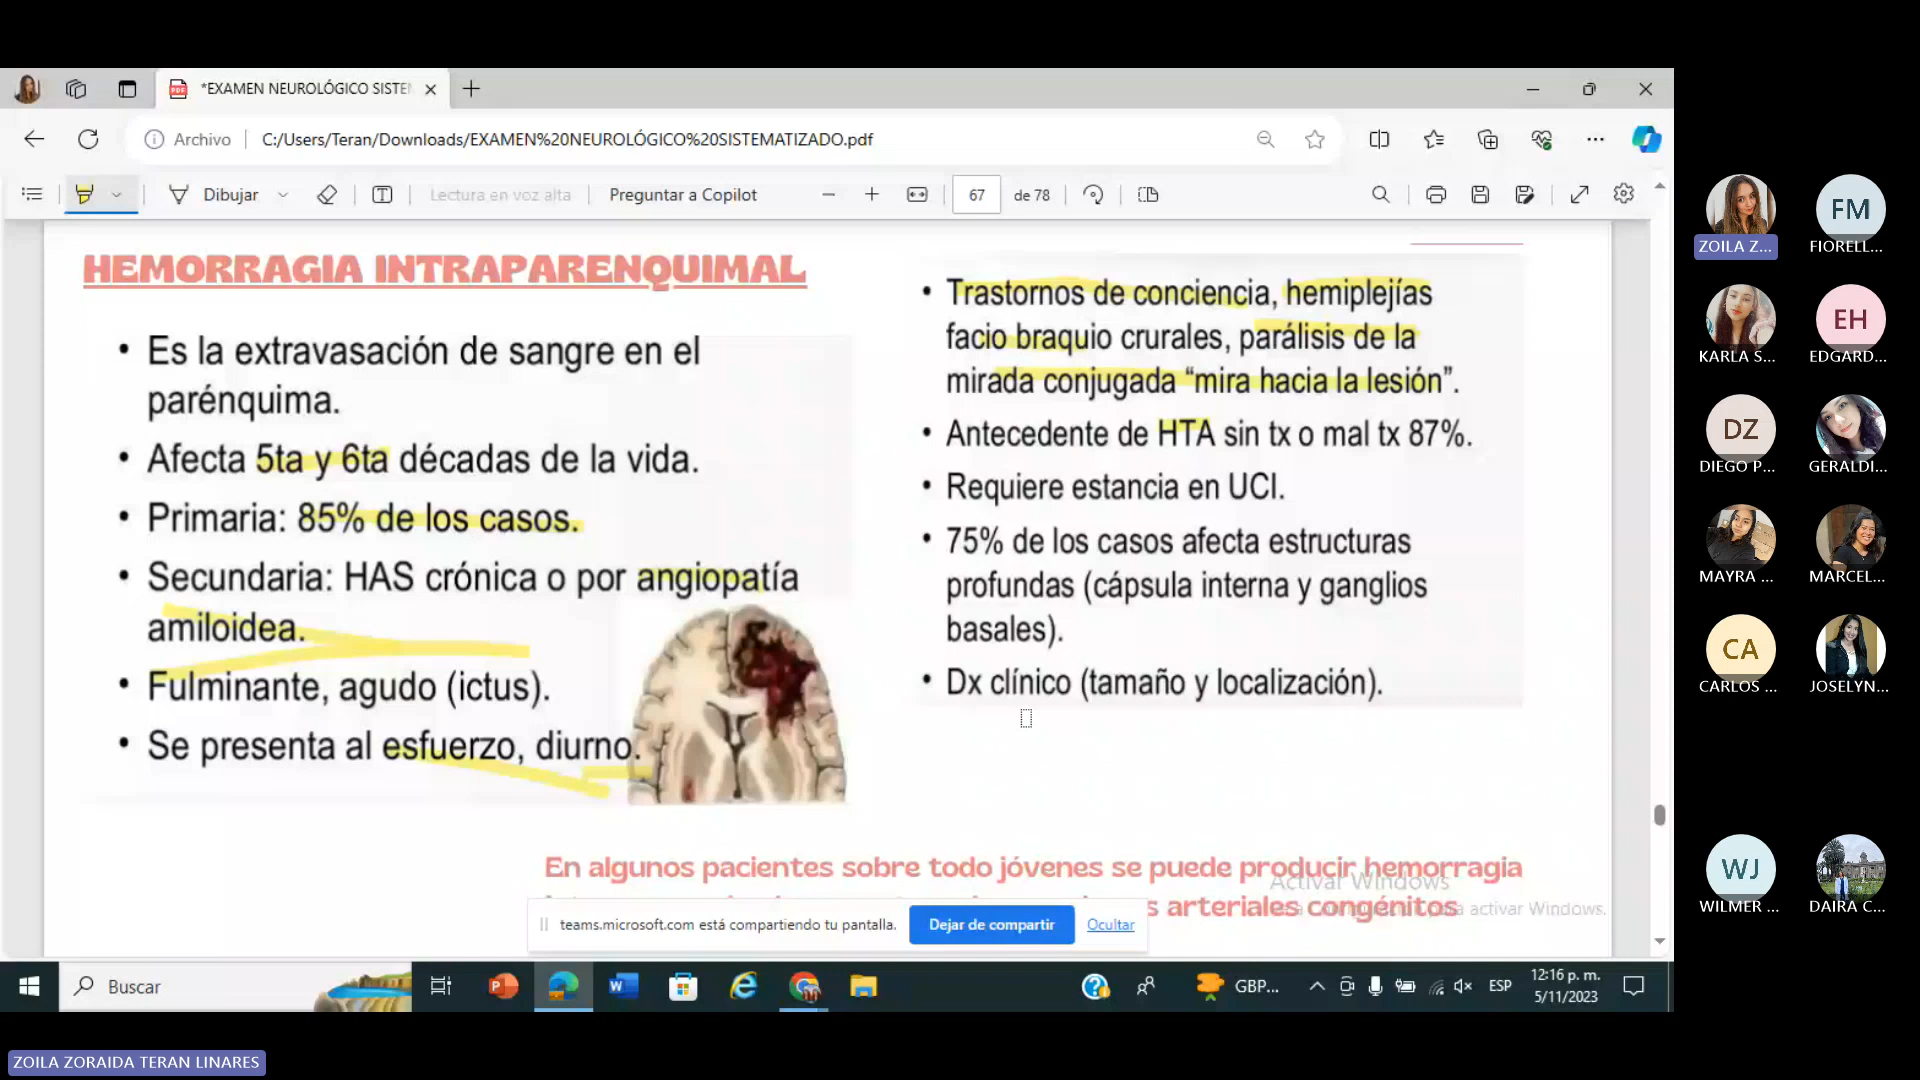 *EXAMEN NEUROLÓGICO SISTEM
Archivo
C:/Users/Teran/Downloads/EXAMEN%20NEUROLÓGICO%20SISTEMATIZADO.pdf
Dibujar
Lectura en voz alta
Preguntar a Copilot
67
de 78
HEMORRAGIA INTRAPARENQUIMAL
• Es la extravasación de sangre en el
parénquima.
• Afecta 5ta y 6ta décadas de la vida.
• Primaria: 85% de los casos.
• Secundaria: HAS crónica o por angiopatía
amiloidea.
• Fulminante, agudo (ictus).
• Se presenta al esfuerzo, diurno.
• Trastornos de conciencia, hemiplejías
facio braquio crurales, parálisis de la
mirada conjugada “mira hacia la lesión”.
• Antecedente de HTA sin tx o mal tx 87%.
• Requiere estancia en UCI.
• 75% de los casos afecta estructuras
profundas (cápsula interna y ganglios
basales).
• Dx clínico (tamaño y localización).
En algunos pacientes sobre todo jóvenes se puede producir hemorragia
s arteriales congénitos
Activar Windows
a activar Windows.
teams.microsoft.com está compartiendo tu pantalla.
Dejar de compartir
Ocultar
Buscar
GBP...
ESP
12:16 p. m.
5/11/2023
ZOILA Z...
FM
FIORELL...
KARLA S...
EH
EDGARD...
DZ
DIEGO P...
GERALDI...
MAYRA ...
MARCEL...
CA
CARLOS ...
JOSELYN...
WJ
WILMER ...
DAIRA C...
ZOILA ZORAIDA TERAN LINARES